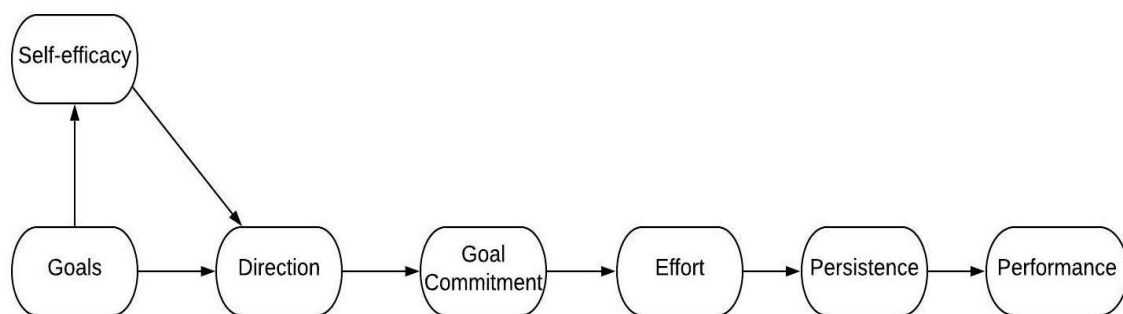 Self-efficacy
Goals
Direction
Goal
Commitment
Effort
Persistence
Performance